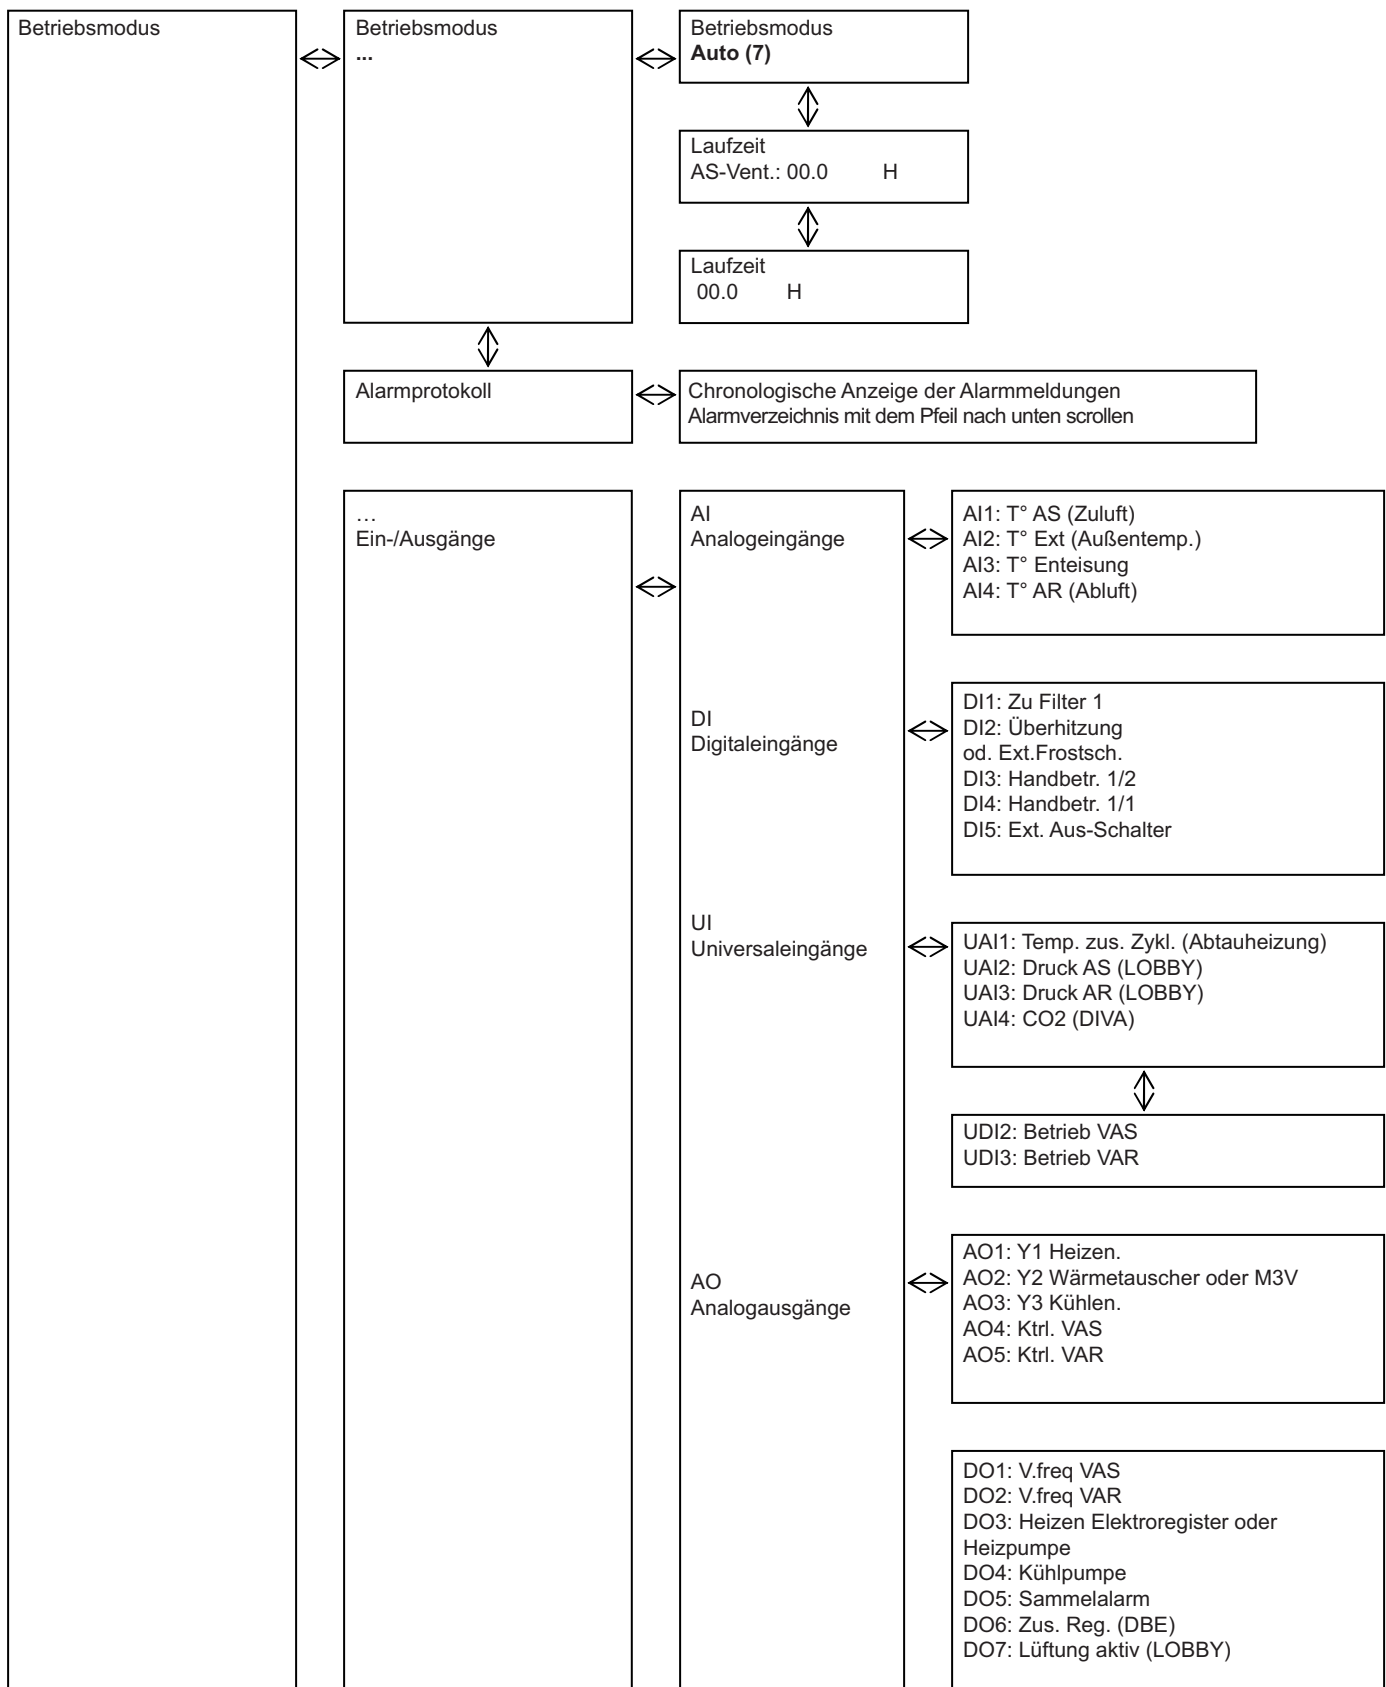 Betriebsmodus
Betriebsmodus
...
Betriebsmodus
Auto (7)
Laufzeit
AS-Vent.: 00.0 H
Laufzeit
00.0 H
Alarmprotokoll
Chronologische Anzeige der Alarmmeldungen
Alarmverzeichnis mit dem Pfeil nach unten scrollen
…
Ein-/Ausgänge
AI
Analogeingänge
AI1: T° AS (Zuluft)
AI2: T° Ext (Außentemp.)
AI3: T° Enteisung
AI4: T° AR (Abluft)
DI
Digitaleingänge
DI1: Zu Filter 1
DI2: Überhitzung
od. Ext.Frostsch.
DI3: Handbetr. 1/2
DI4: Handbetr. 1/1
DI5: Ext. Aus-Schalter
UI
Universaleingänge
UAI1: Temp. zus. Zykl. (Abtauheizung)
UAI2: Druck AS (LOBBY)
UAI3: Druck AR (LOBBY)
UAI4: CO2 (DIVA)
UDI2: Betrieb VAS
UDI3: Betrieb VAR
AO
Analogausgänge
AO1: Y1 Heizen.
AO2: Y2 Wärmetauscher oder M3V
AO3: Y3 Kühlen.
AO4: Ktrl. VAS
AO5: Ktrl. VAR
DO1: V.freq VAS
DO2: V.freq VAR
DO3: Heizen Elektroregister oder
Heizpumpe
DO4: Kühlpumpe
DO5: Sammelalarm
DO6: Zus. Reg. (DBE)
DO7: Lüftung aktiv (LOBBY)